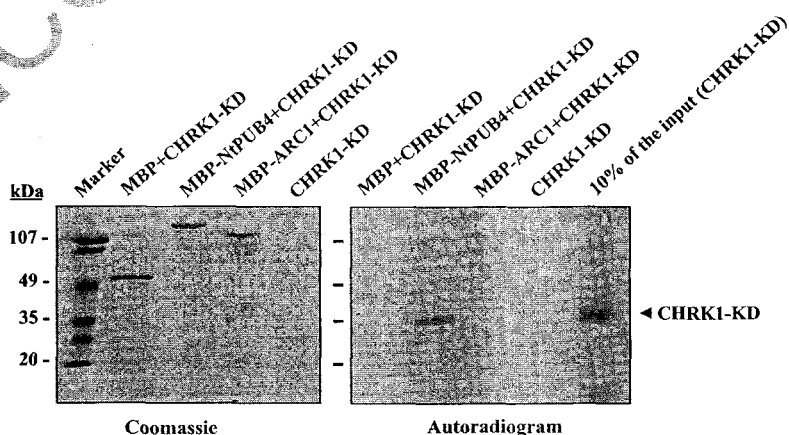 kDa
Marker
MBP+CHRK1-KD
MBP-NtPUB4+CHRK1-KD
MBP-ARC1+CHRK1-KD
CHRK1-KD
MBP+CHRK1-KD
MBP-NtPUB4+CHRK1-KD
MBP-ARC1+CHRK1-KD
CHRK1-KD
10% of the input (CHRK1-KD)
107 -
49 -
35 -
20 -
◄ CHRK1-KD
Coomassie
Autoradiogram